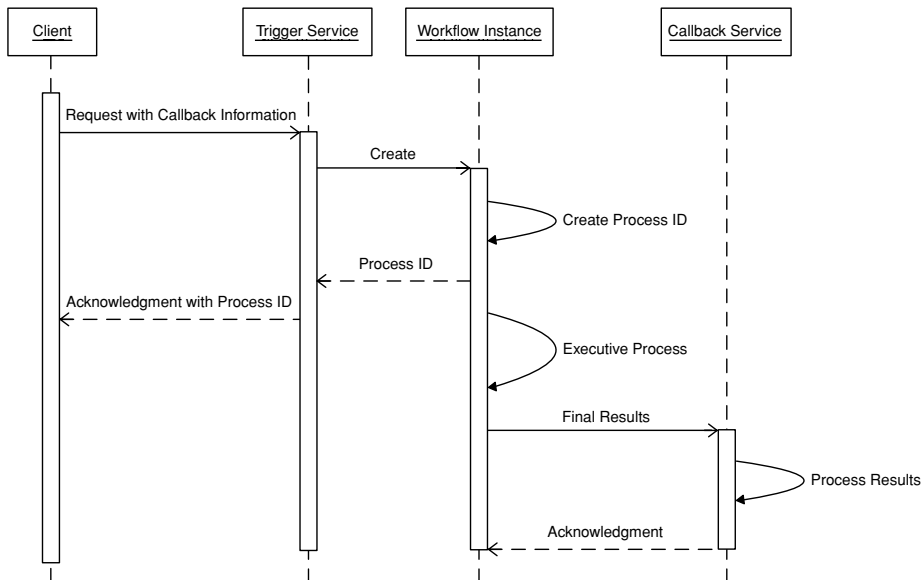 Client
Trigger Service
Workflow Instance
Callback Service
Request with Callback Information
Create
Create Process ID
Process ID
Acknowledgment with Process ID
Executive Process
Final Results
Process Results
Acknowledgment